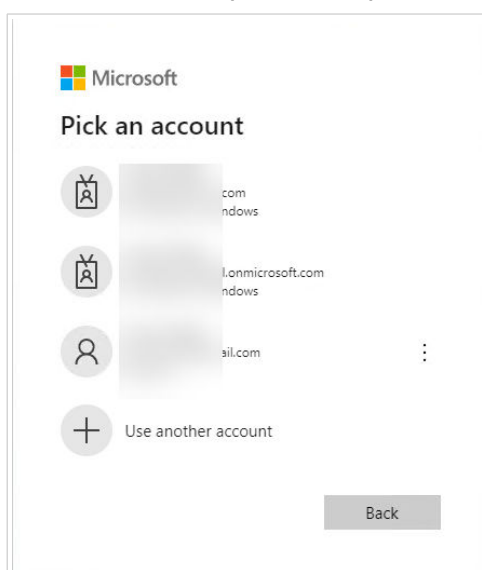 Microsoft
Pick an account
.com
ndows
l.onmicrosoft.com
ndows
ail.com
Use another account
Back